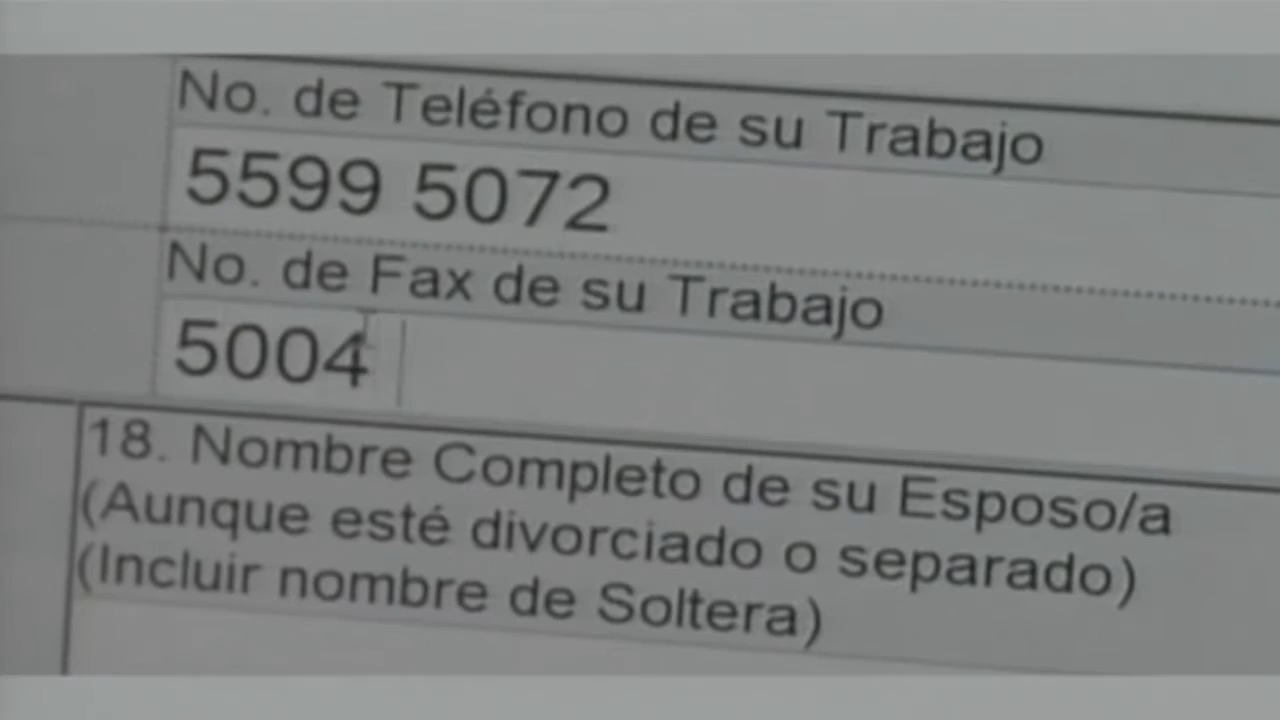 No. de Teléfono de su Trabajo
5599 5072
No. de Fax de su Trabajo
5004
18. Nombre Completo de su Esposo/a
(Aunque esté divorciado o separado)
(Incluir nombre de Soltera)